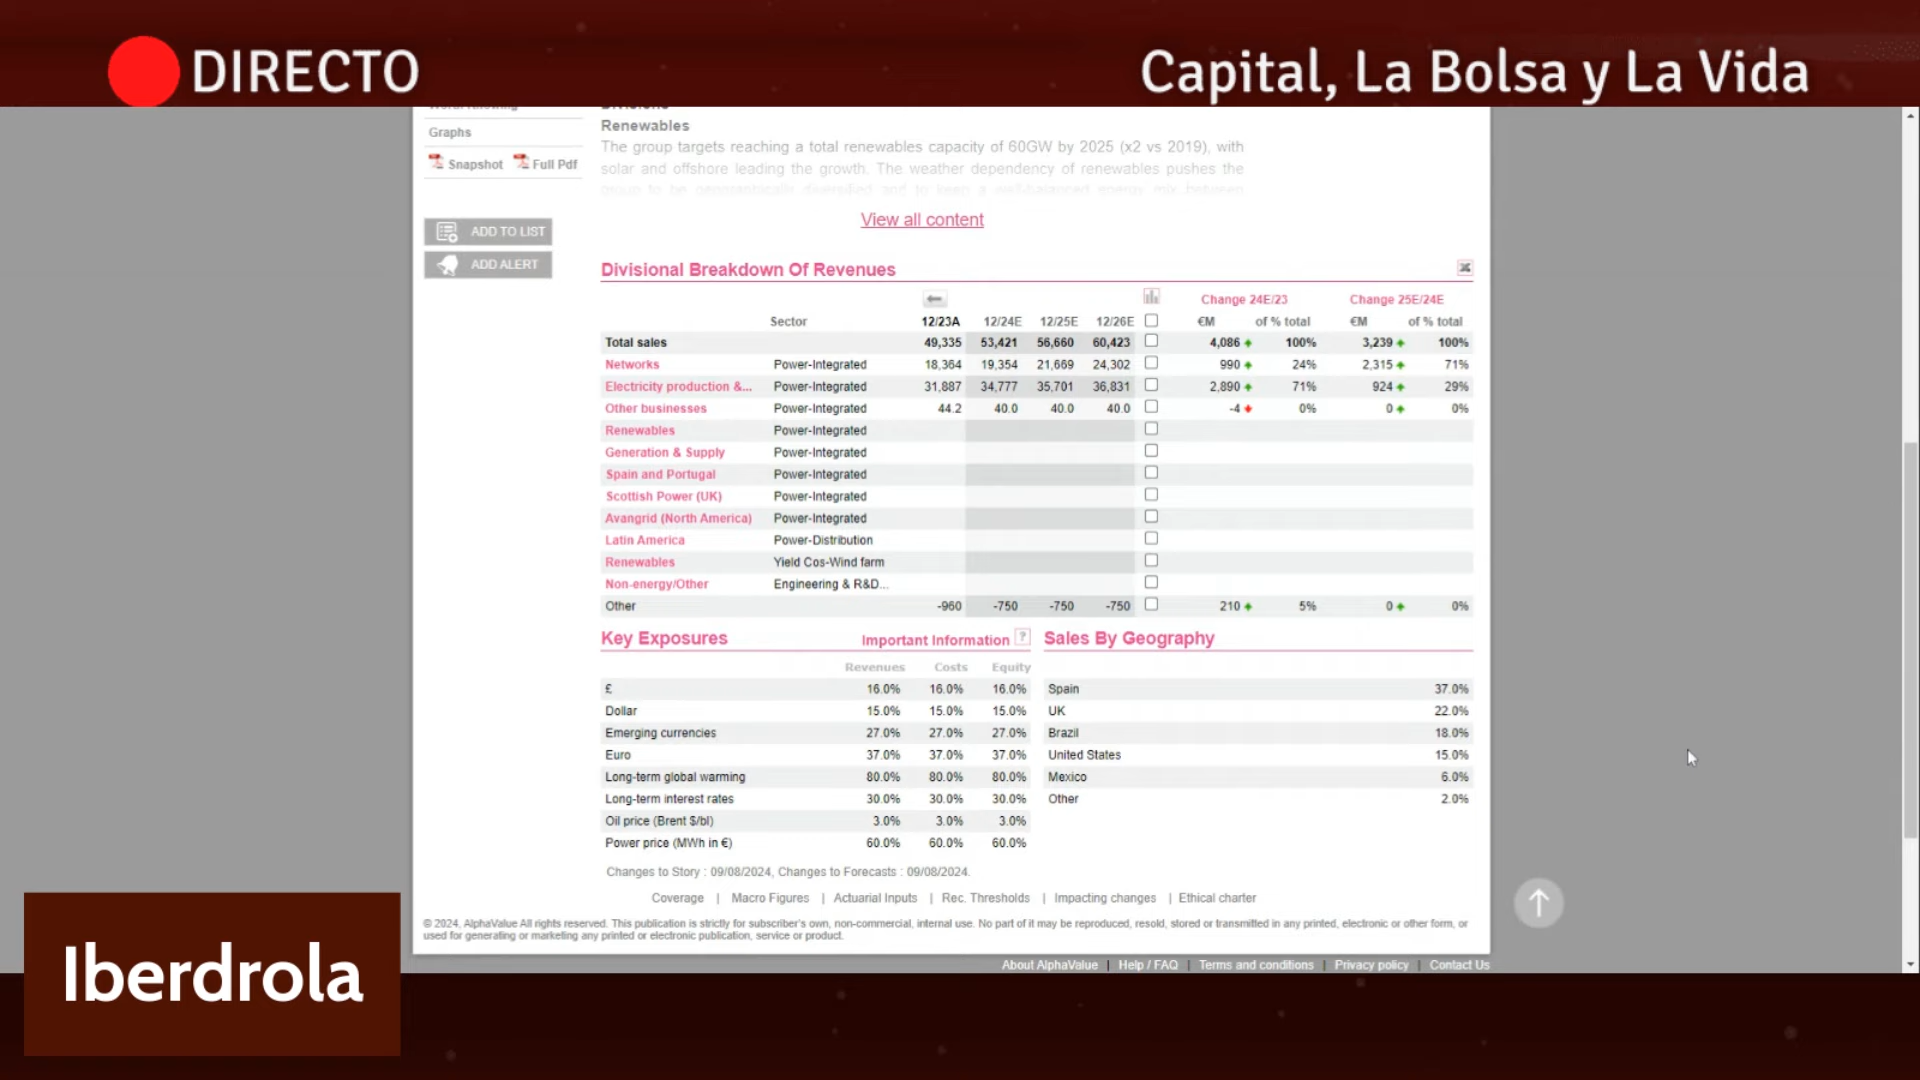 DIRECTO
Capital, La Bolsa y La Vida
Graphs
Snapshot Full Pdf
ADD TO LIST
ADD ALERT
Renewables
The group targets reaching a total renewables capacity of 60GW by 2025 (x2 vs 2019), with
solar and offshore leading the growth. The weather dependency of renewables pushes the
group to be geographically diversified and to keep a well-balanced energy mix between
View all content
Divisional Breakdown Of Revenues
Change 24E/23 Change 25E/24E
Sector 12/23A 12/24E 12/25E 12/26E €M of % total €M of % total
Total sales 49,335 53,421 56,660 60,423 4,086 100% 3,239 100%
Networks Power-Integrated 18,364 19,354 21,669 24,302 990 24% 2,315 71%
Electricity production &... Power-Integrated 31,887 34,777 35,701 36,831 2,890 71% 924 29%
Other businesses Power-Integrated 44.2 40.0 40.0 40.0 -4 0% 0 0%
Renewables Power-Integrated
Generation & Supply Power-Integrated
Spain and Portugal Power-Integrated
Scottish Power (UK) Power-Integrated
Avangrid (North America) Power-Integrated
Latin America Power-Distribution
Renewables Yield Cos-Wind farm
Non-energy/Other Engineering & R&D...
Other -960 -750 -750 -750 210 5% 0 0%
Key Exposures Important Information ?
Revenues Costs Equity
£ 16.0% 16.0% 16.0%
Dollar 15.0% 15.0% 15.0%
Emerging currencies 27.0% 27.0% 27.0%
Euro 37.0% 37.0% 37.0%
Long-term global warming 80.0% 80.0% 80.0%
Long-term interest rates 30.0% 30.0% 30.0%
Oil price (Brent $/bl) 3.0% 3.0% 3.0%
Power price (MWh in €) 60.0% 60.0% 60.0%
Sales By Geography
Spain 37.0%
UK 22.0%
Brazil 18.0%
United States 15.0%
Mexico 6.0%
Other 2.0%
Changes to Story : 09/08/2024, Changes to Forecasts : 09/08/2024.
Coverage | Macro Figures | Actuarial Inputs | Rec. Thresholds | Impacting changes | Ethical charter
© 2024, AlphaValue All rights reserved. This publication is strictly for subscriber's own, non-commercial, internal use. No part of it may be reproduced, resold, stored or transmitted in any printed, electronic or other form, or
used for generating or marketing any printed or electronic publication, service or product.
About AlphaValue | Help / FAQ | Terms and conditions | Privacy policy | Contact Us
Iberdrola